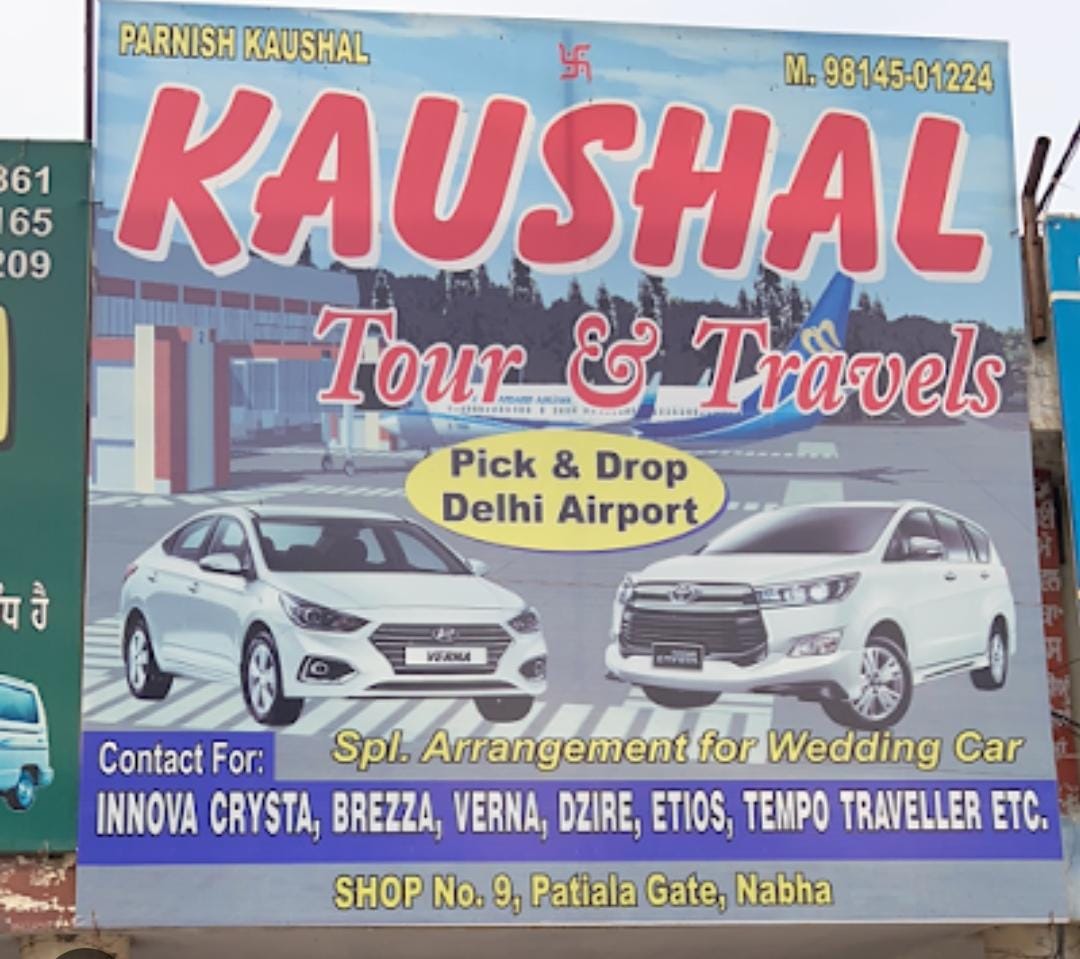 PARNISH KAUSHAL
M. 98145-01224
KAUSHAL
Tour & Travels
Pick & Drop
Delhi Airport
VERNA
Contact For:
Spl. Arrangement for Wedding Car
INNOVA CRYSTA, BREZZA, VERNA, DZIRE, ETIOS, TEMPO TRAVELLER ETC.
SHOP No. 9, Patiala Gate, Nabha
361
165
209
ਹੈ